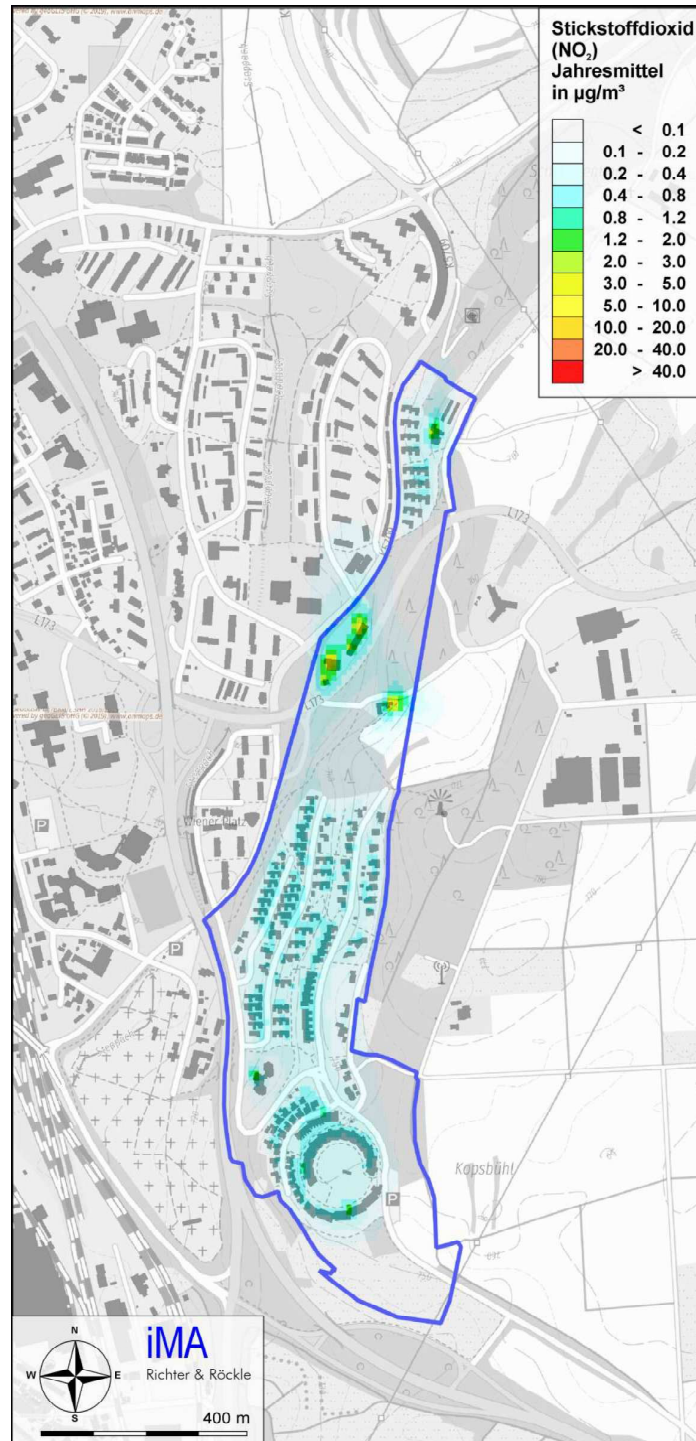 Stickstoffdioxid
(NO₂)
Jahresmittel
in µg/m³
< 0.1
0.1 - 0.2
0.2 - 0.4
0.4 - 0.8
0.8 - 1.2
1.2 - 2.0
2.0 - 3.0
3.0 - 5.0
5.0 - 10.0
10.0 - 20.0
20.0 - 40.0
> 40.0
L173
L173
L173
Wiener Platz
P
P
Kopsbühl
P
N
W
E
S
iMA
Richter & Röckle
400 m